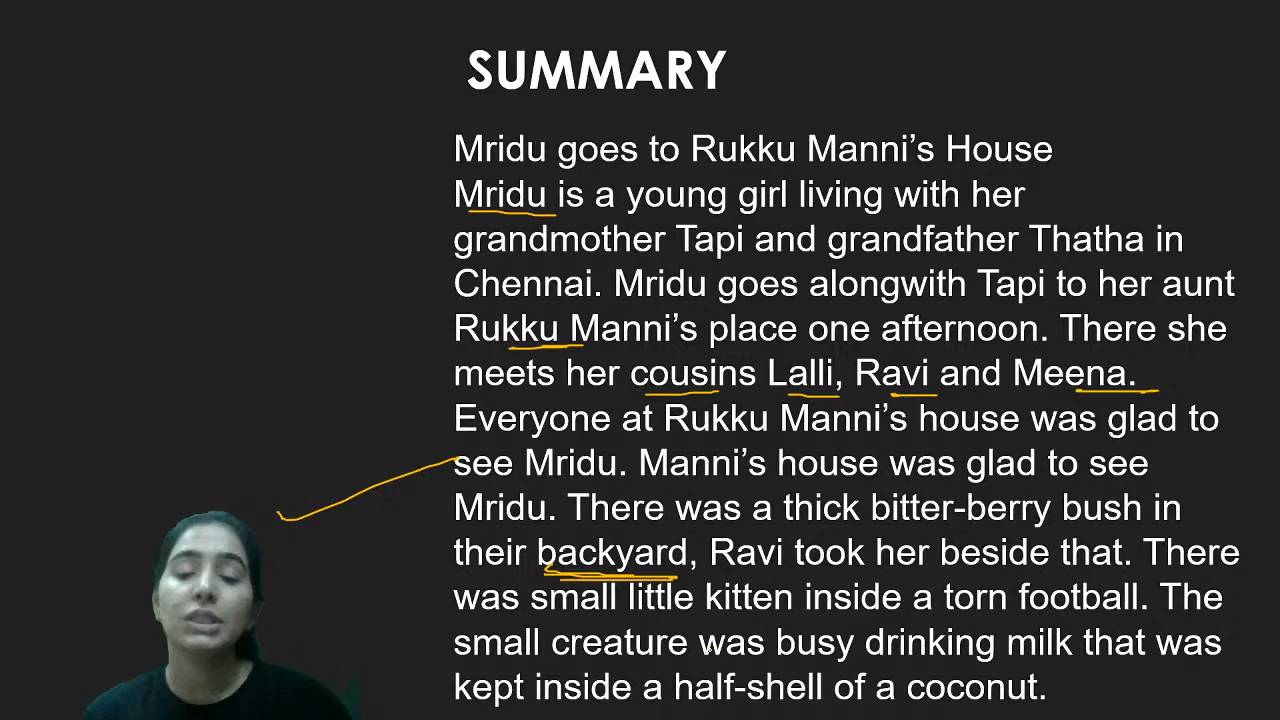 SUMMARY
Mridu goes to Rukku Manni’s House
Mridu is a young girl living with her
grandmother Tapi and grandfather Thatha in
Chennai. Mridu goes alongwith Tapi to her aunt
Rukku Manni’s place one afternoon. There she
meets her cousins Lalli, Ravi and Meena.
Everyone at Rukku Manni’s house was glad to
see Mridu. Manni’s house was glad to see
Mridu. There was a thick bitter-berry bush in
their backyard, Ravi took her beside that. There
was small little kitten inside a torn football. The
small creature was busy drinking milk that was
kept inside a half-shell of a coconut.